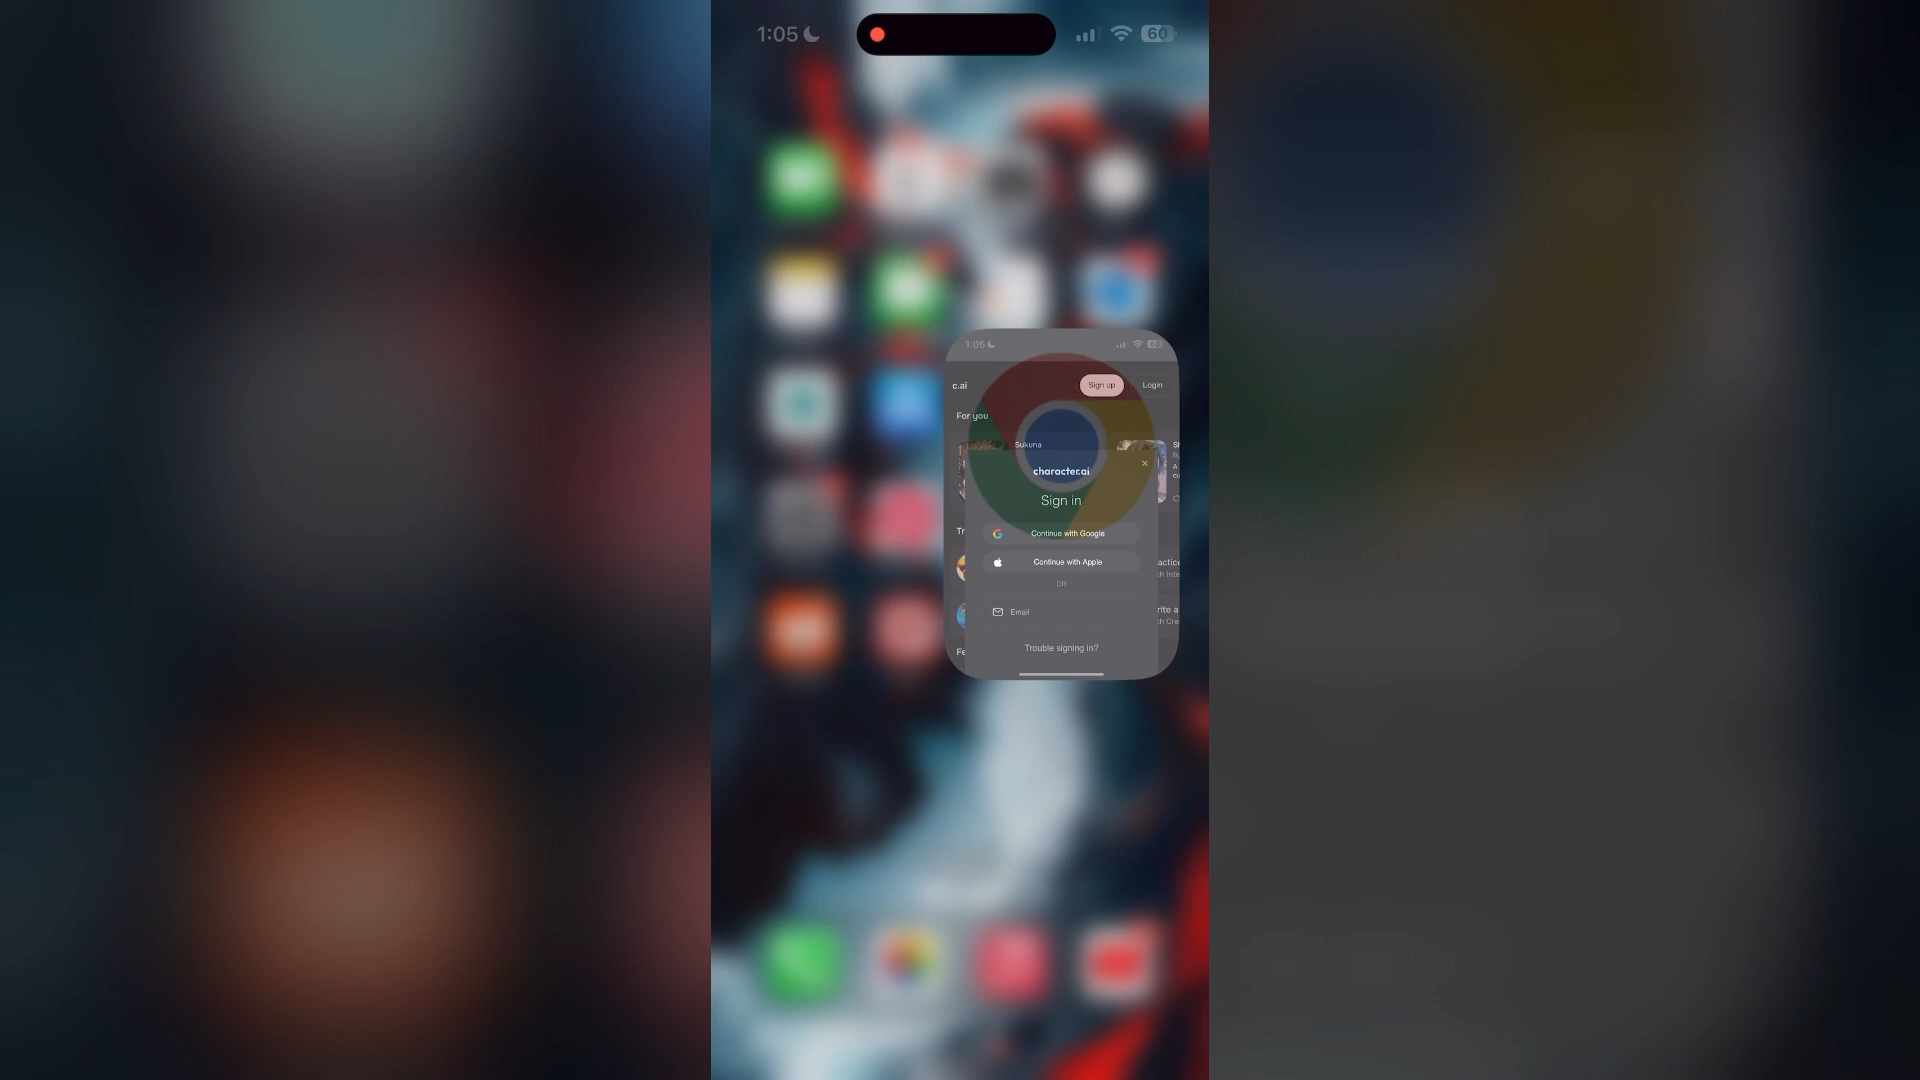 1:05
60
1:05
c.ai
Sign up
Login
For you
Sukuna
character.ai
Sign in
Continue with Google
Continue with Apple
OR
Email
Trouble signing in?